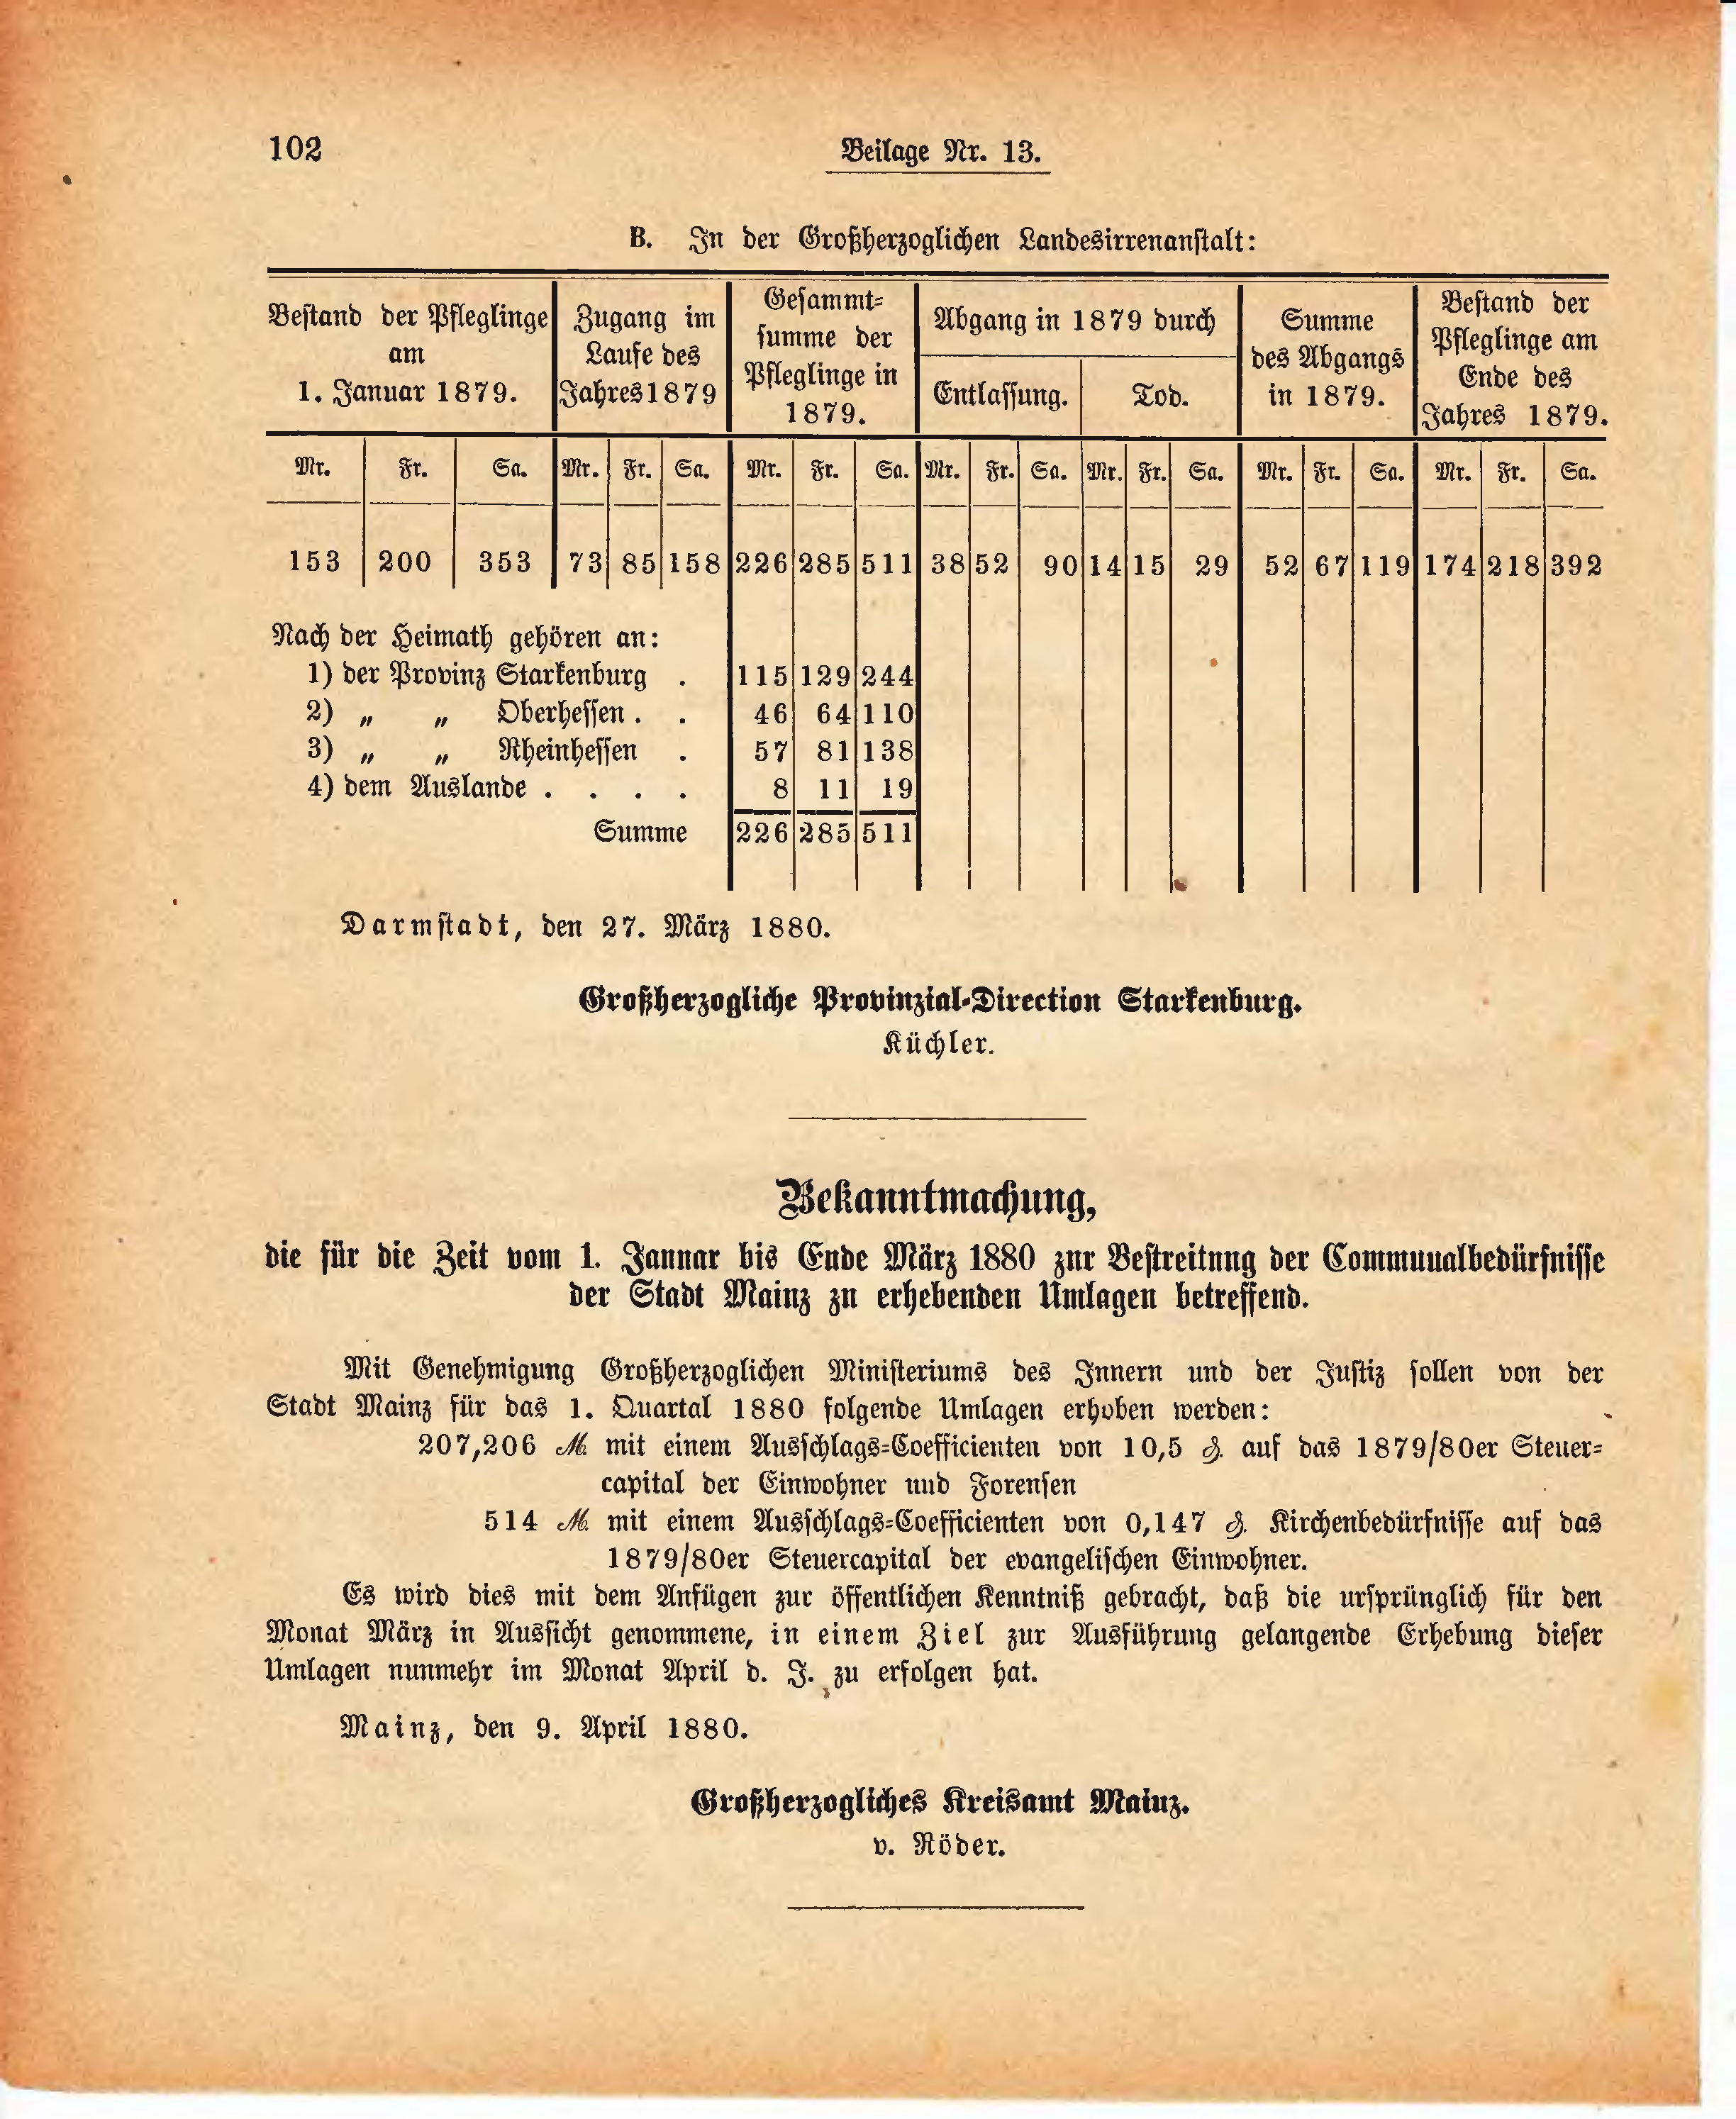 102
Beilage Nr. 13.
B. In der Großherzoglichen Landesirrenanstalt:
Bestand der Pfleglinge am 1. Januar 1879. Zugang im Laufe des Jahres 1879 Gesammt-summe der Pfleglinge in 1879. Abgang in 1879 durch Entlassung. Tod. Summe des Abgangs in 1879. Bestand der Pfleglinge am Ende des Jahres 1879.
Mr. Fr. Sa. Mr. Fr. Sa. Mr. Fr. Sa. Mr. Fr. Sa. Mr. Fr. Sa. Mr. Fr. Sa. Mr. Fr. Sa.
153 200 353 73 85 158 226 285 511 38 52 90 14 15 29 52 67 119 174 218 392
Nach der Heimath gehören an:
1) der Provinz Starkenburg . 115 129 244
2) „ „ Oberhessen . . 46 64 110
3) „ „ Rheinhessen . 57 81 138
4) dem Auslande . . . . 8 11 19
Summe 226 285 511
Darmstadt, den 27. März 1880.
Großherzogliche Provinzial-Direction Starkenburg.
Küchler.
Bekanntmachung,
die für die Zeit vom 1. Januar bis Ende März 1880 zur Bestreitung der Communalbedürfnisse
der Stadt Mainz zu erhebenden Umlagen betreffend.
Mit Genehmigung Großherzoglichen Ministeriums des Innern und der Justiz sollen von der
Stadt Mainz für das 1. Quartal 1880 folgende Umlagen erhoben werden:
207,206 ℳ mit einem Ausschlags-Coefficienten von 10,5 ₰. auf das 1879/80er Steuer-
capital der Einwohner und Forensen
514 ℳ mit einem Ausschlags-Coefficienten von 0,147 ₰. Kirchenbedürfnisse auf das
1879/80er Steuercapital der evangelischen Einwohner.
Es wird dies mit dem Anfügen zur öffentlichen Kenntniß gebracht, daß die ursprünglich für den
Monat März in Aussicht genommene, in einem Ziel zur Ausführung gelangende Erhebung dieser
Umlagen nunmehr im Monat April d. J. zu erfolgen hat.
Mainz, den 9. April 1880.
Großherzogliches Kreisamt Mainz.
v. Röder.